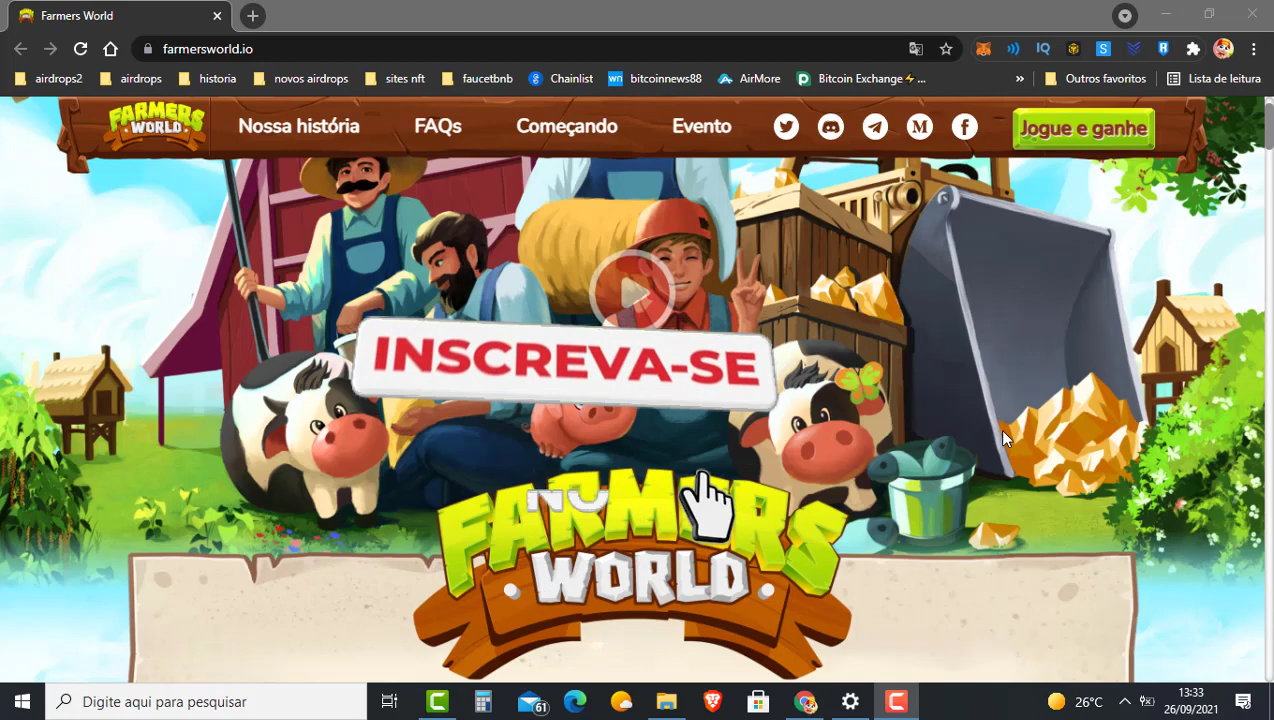 Farmers World
farmersworld.io
airdrops2
airdrops
historia
novos airdrops
sites nft
faucetbnb
Chainlist
wn
bitcoinnews88
AirMore
Bitcoin Exchange⚡...
»
Outros favoritos
Lista de leitura
IQ
S
FARMERS
WORLD
Nossa história
FAQs
Começando
Evento
Jogue e ganhe
INSCREVA-SE
FARMERS
WORLD
Digite aqui para pesquisar
61
26°C
13:33
26/09/2021